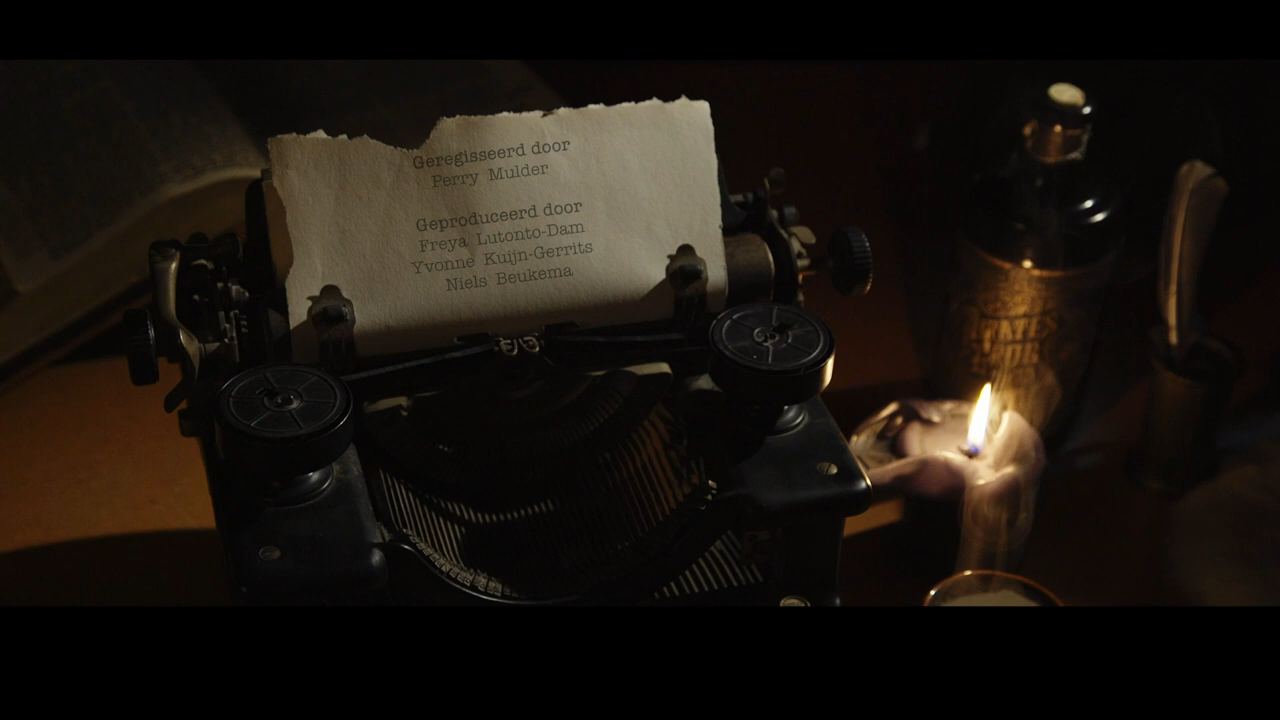 Geregisseerd door
Perry Mulder
Geproduceerd door
Freya Lutonto-Dam
Yvonne Kuijn-Gerrits
Niels Beukema